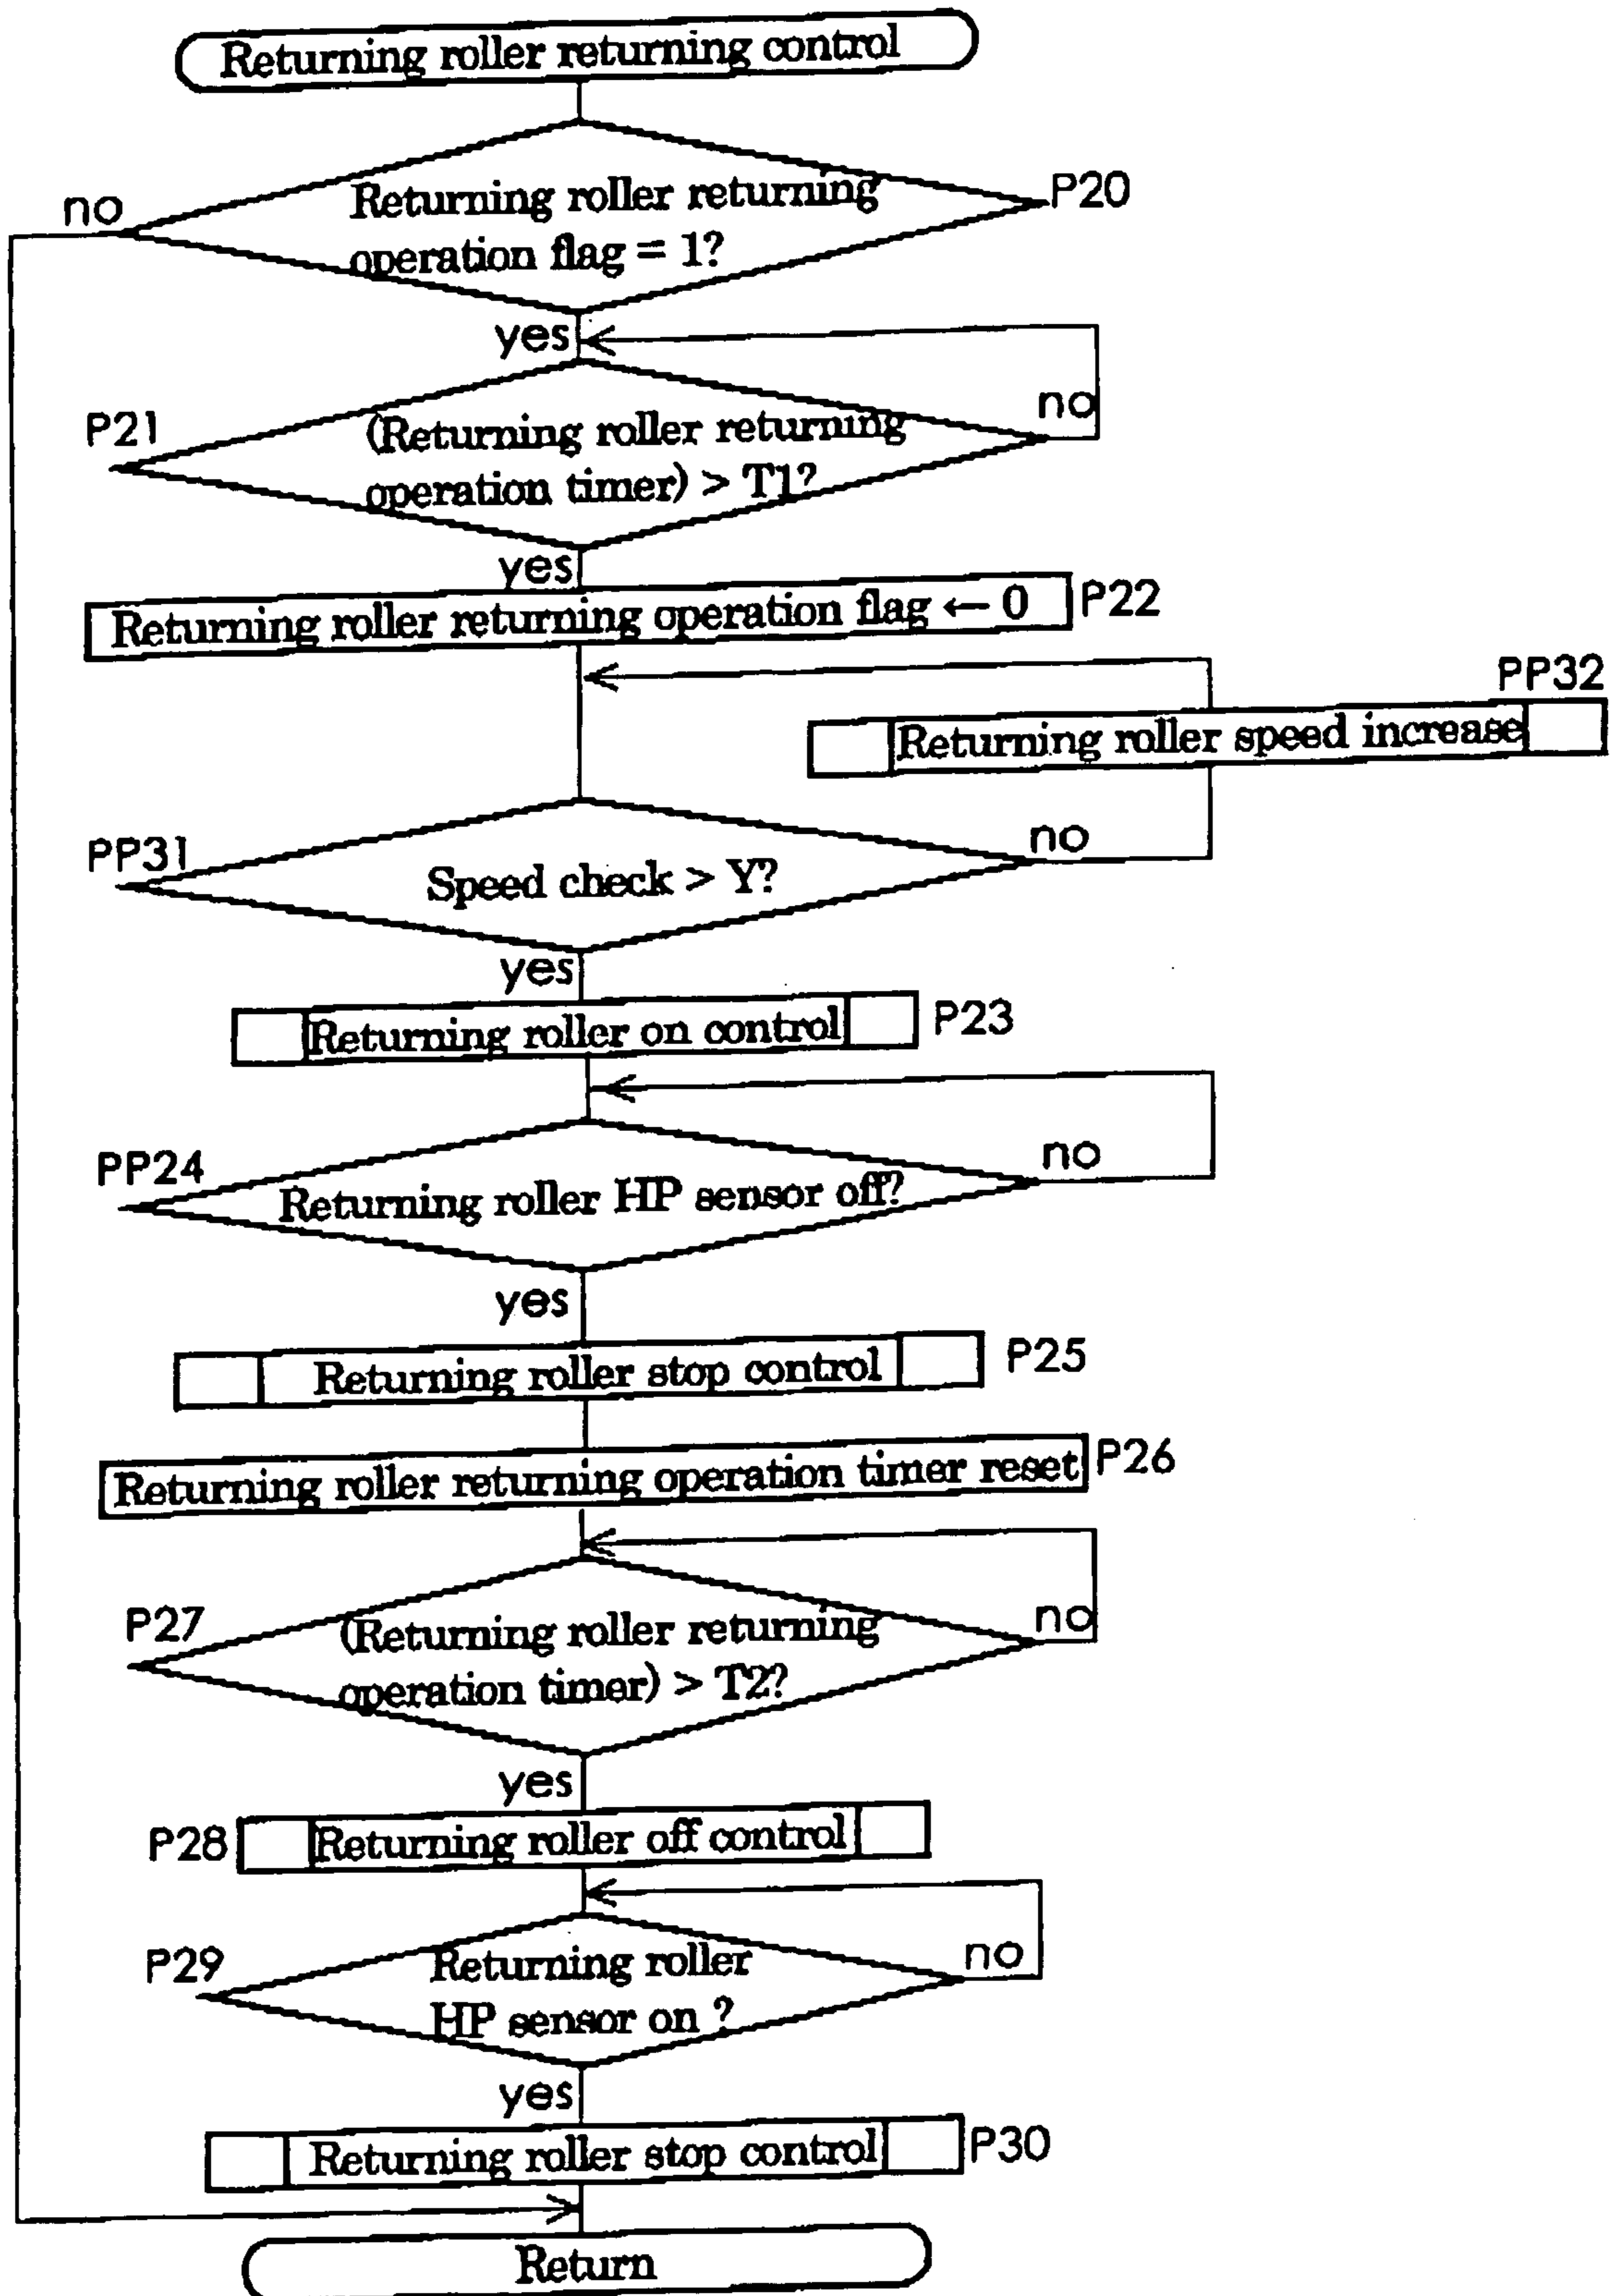 Returning roller returning control
no
Returning roller returning
operation flag = 1?
P20
yes
P21
(Returning roller returning
operation timer) > T1?
no
yes
Returning roller returning operation flag ← 0
P22
PP32
Returning roller speed increase
PP31
Speed check > Y?
no
yes
Returning roller on control
P23
PP24
Returning roller HP sensor off?
no
yes
Returning roller stop control
P25
Returning roller returning operation timer reset
P26
P27
(Returning roller returning
operation timer) > T2?
no
yes
P28
Returning roller off control
P29
Returning roller
HP sensor on ?
no
yes
Returning roller stop control
P30
Return